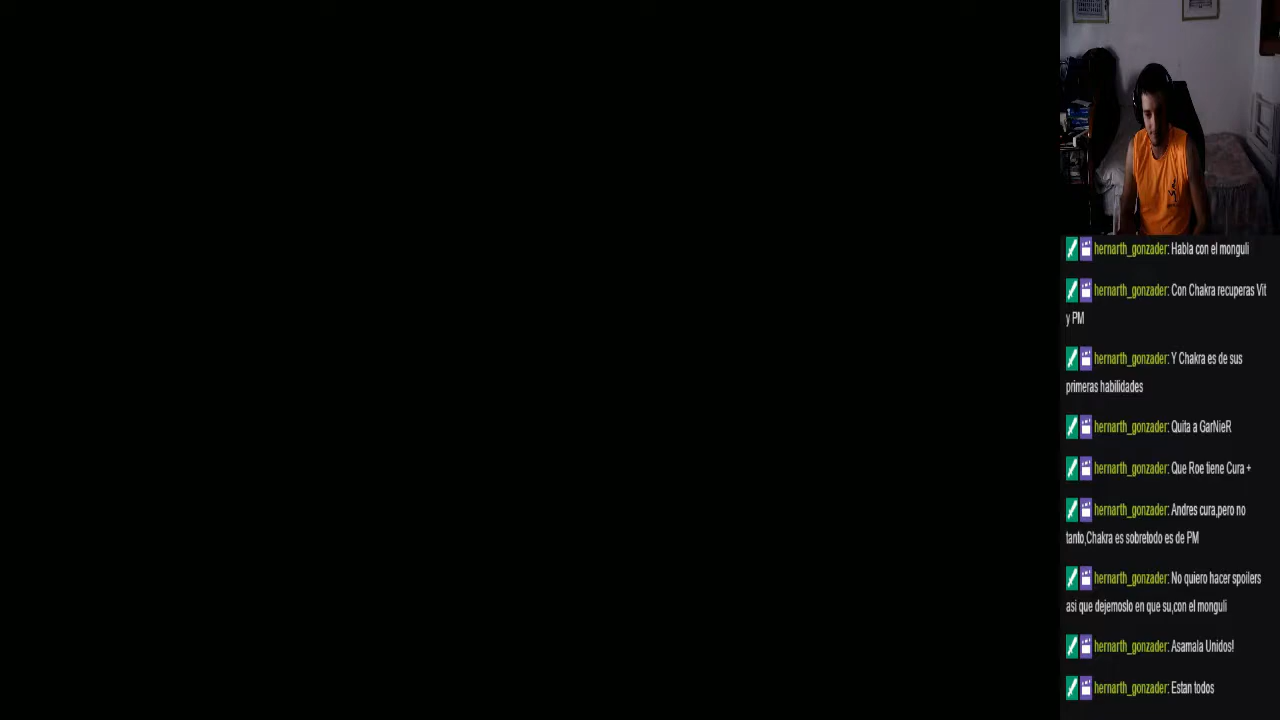 hernarth_gonzader: Habla con el monguli
hernarth_gonzader: Con Chakra recuperas Vit
y PM
hernarth_gonzader: Y Chakra es de sus
primeras habilidades
hernarth_gonzader: Quita a GarNieR
hernarth_gonzader: Que Roe tiene Cura +
hernarth_gonzader: Andres cura,pero no
tanto,Chakra es sobretodo es de PM
hernarth_gonzader: No quiero hacer spoilers
asi que dejemoslo en que su,con el monguli
hernarth_gonzader: Asamala Unidos!
hernarth_gonzader: Estan todos